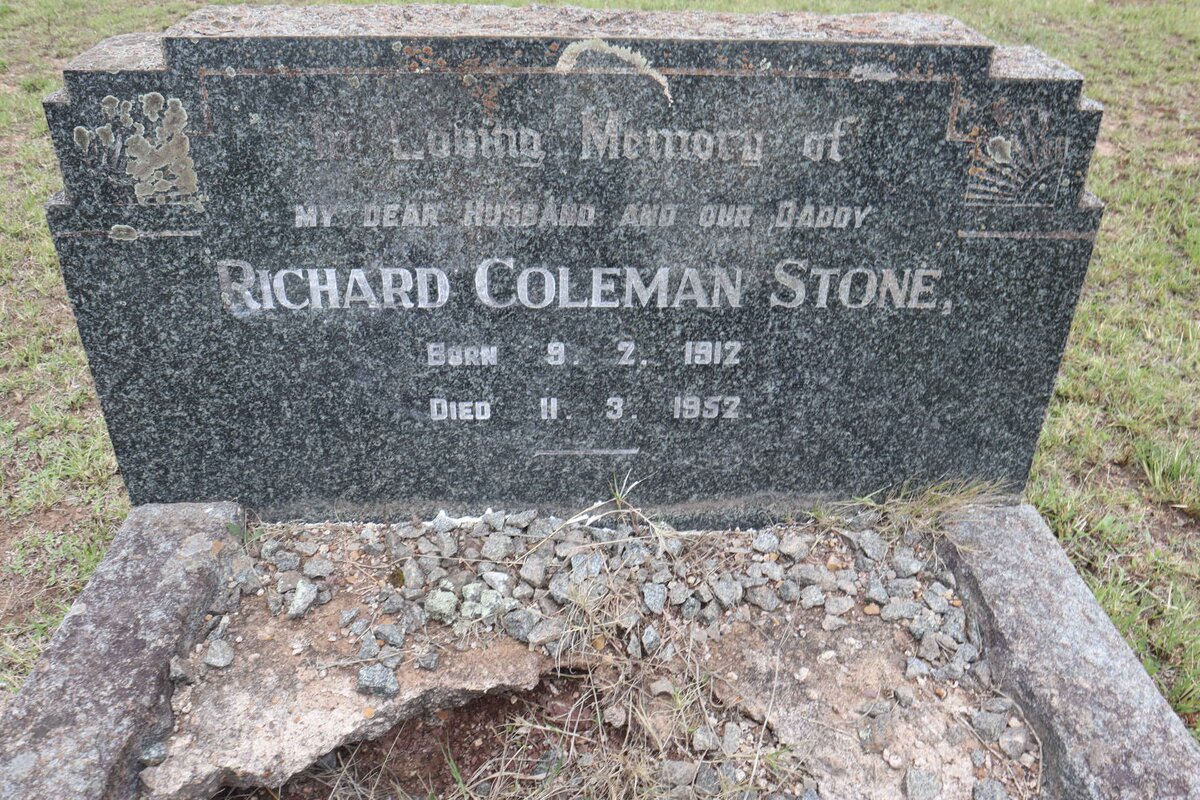 In Loving Memory of
MY DEAR HUSBAND AND OUR DADDY
RICHARD COLEMAN STONE,
BORN 9. 2. 1912
DIED 11. 3. 1952.